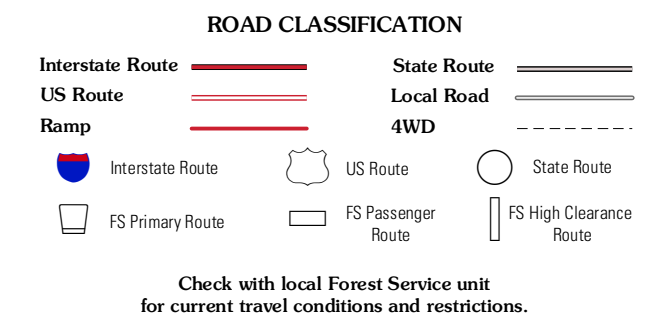 ROAD CLASSIFICATION
Interstate Route
State Route
US Route
Local Road
Ramp
4WD
Interstate Route
US Route
State Route
FS Primary Route
FS Passenger
Route
FS High Clearance
Route
Check with local Forest Service unit
for current travel conditions and restrictions.